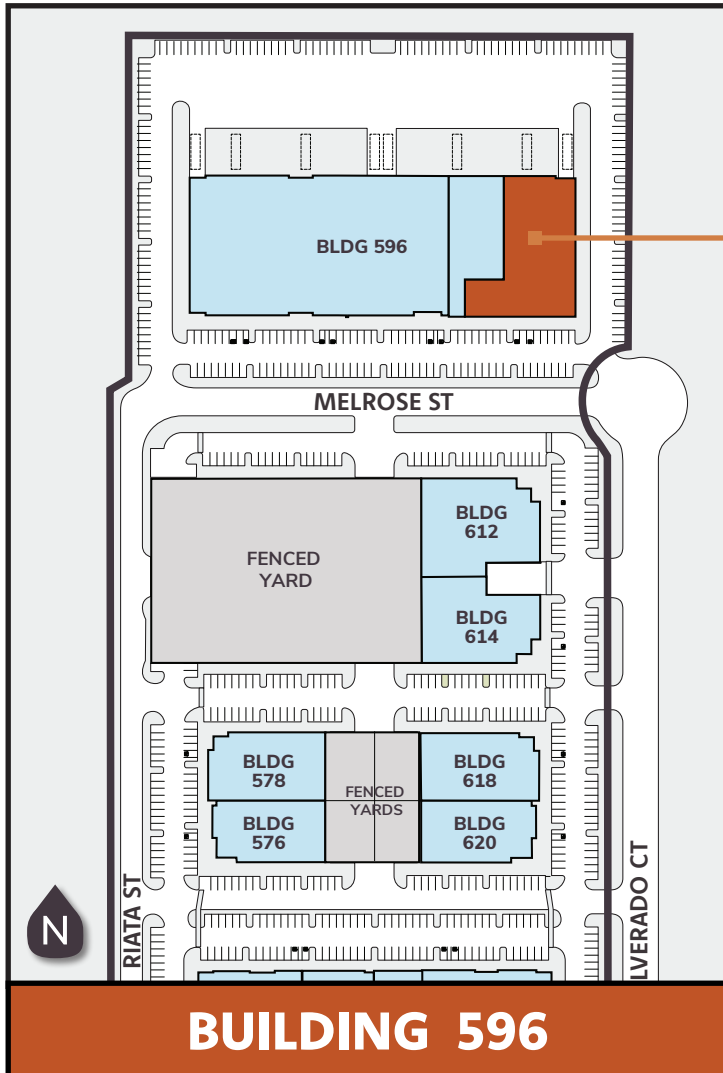 BLDG 596
MELROSE ST
BLDG
612
FENCED
YARD
BLDG
614
BLDG
578
BLDG
618
FENCED
YARDS
BLDG
576
BLDG
620
RIATA ST
LVERADO CT
N
BUILDING 596